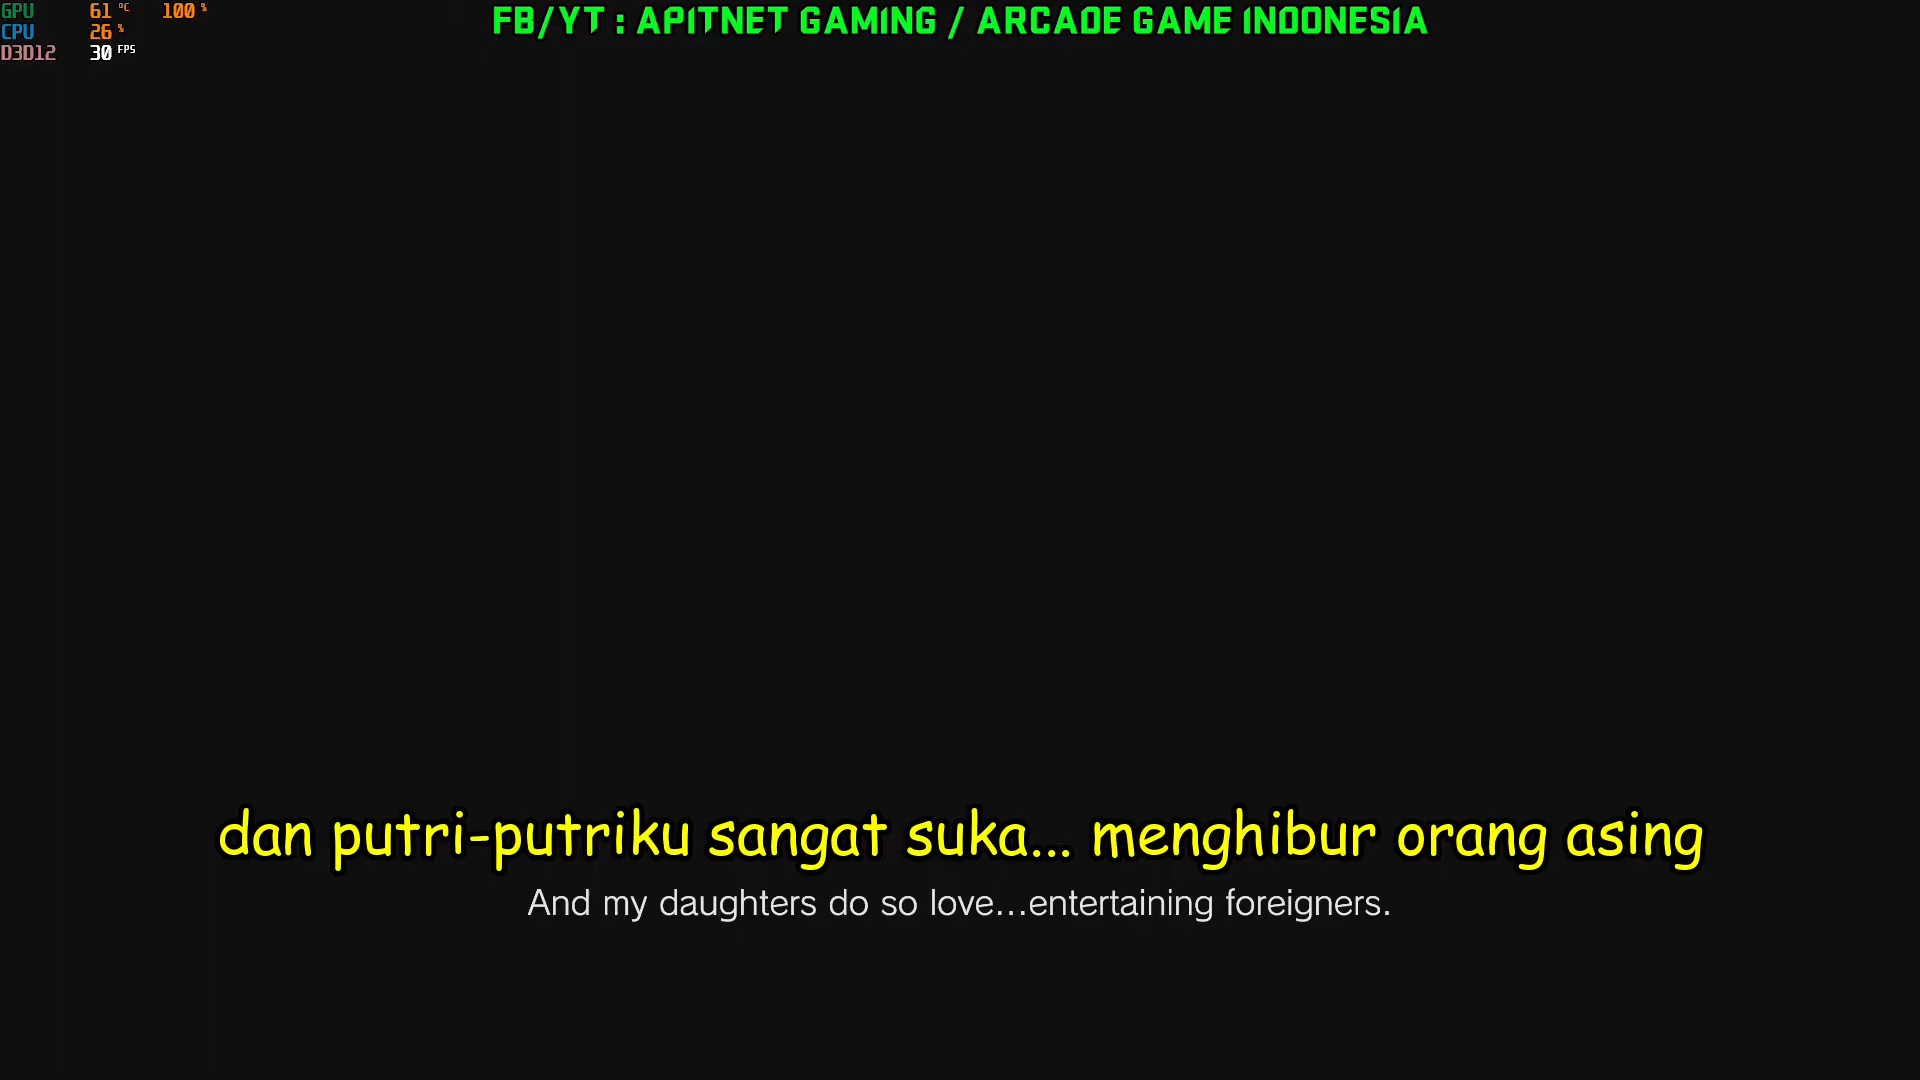 GPU 61 °C 100 %
FB/YT : APITNET GAMING / ARCADE GAME INDONESIA
CPU 26 %
D3D12 30 FPS
dan putri-putriku sangat suka... menghibur orang asing
And my daughters do so love...entertaining foreigners.